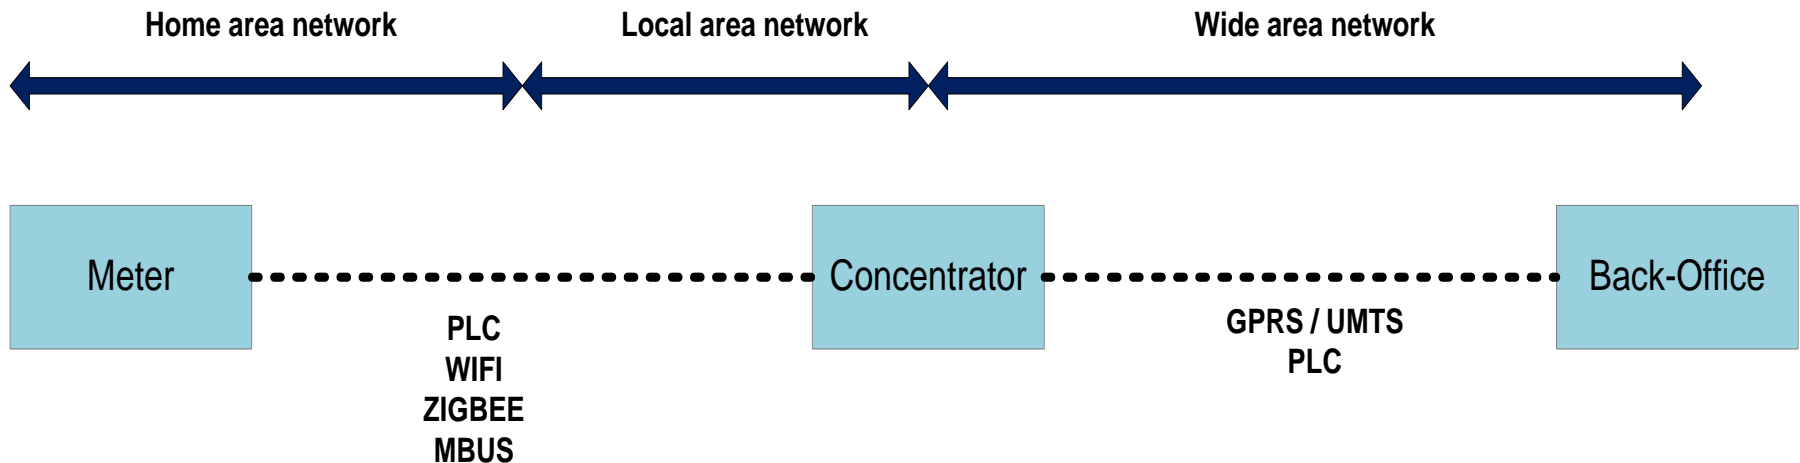 Home area network
Local area network
Wide area network
Meter
Concentrator
Back-Office
PLC
WIFI
ZIGBEE
MBUS
GPRS / UMTS
PLC